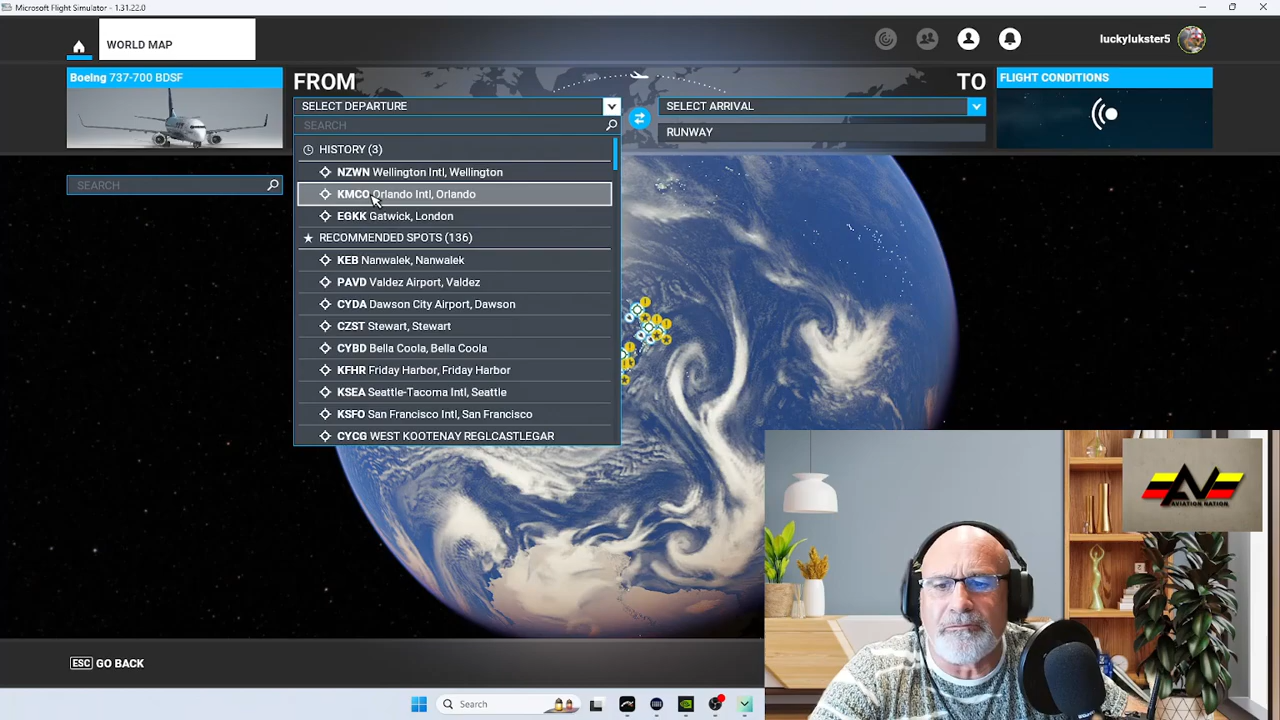 Microsoft Flight Simulator - 1.31.22.0
WORLD MAP
luckylukster5
Boeing 737-700 BDSF
FROM
TO
FLIGHT CONDITIONS
SELECT DEPARTURE
SELECT ARRIVAL
SEARCH
RUNWAY
HISTORY (3)
NZWN Wellington Intl, Wellington
SEARCH
KMCO Orlando Intl, Orlando
EGKK Gatwick, London
RECOMMENDED SPOTS (136)
KEB Nanwalek, Nanwalek
PAVD Valdez Airport, Valdez
CYDA Dawson City Airport, Dawson
CZST Stewart, Stewart
CYBD Bella Coola, Bella Coola
KFHR Friday Harbor, Friday Harbor
KSEA Seattle-Tacoma Intl, Seattle
KSFO San Francisco Intl, San Francisco
CYCG WEST KOOTENAY REGLCASTLEGAR
AVIATION NATION
ESC GO BACK
Search